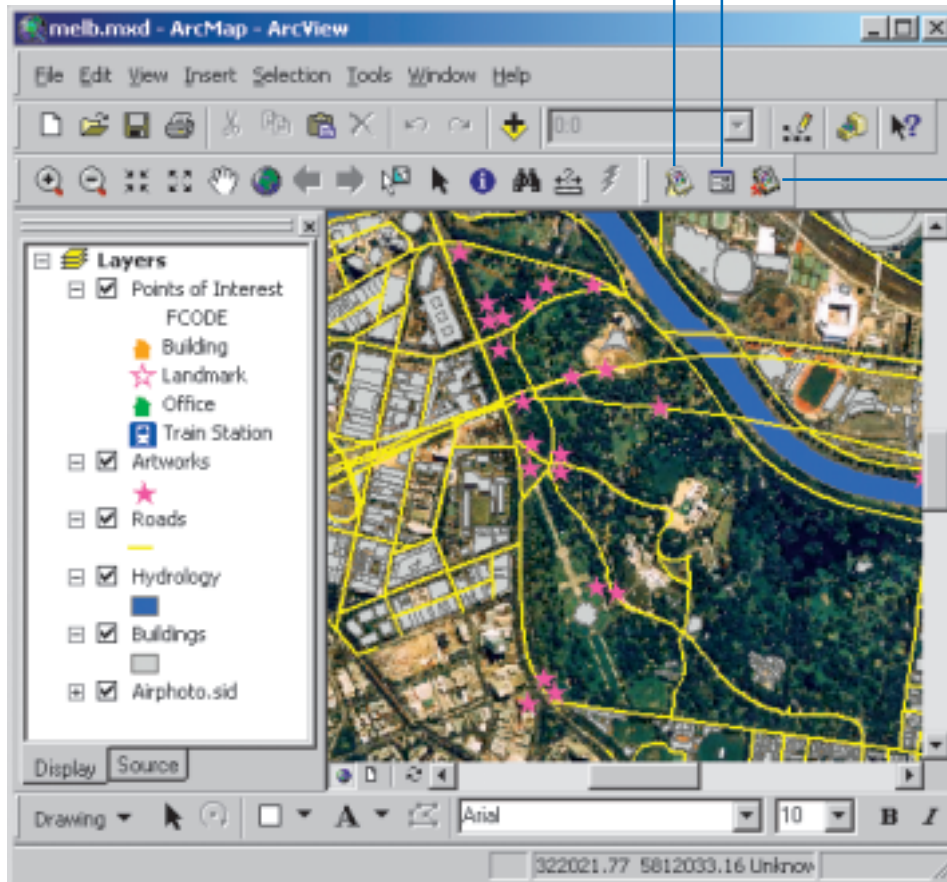 melb.mxd - ArcMap - ArcView
File Edit View Insert Selection Tools Window Help
0:0
Layers
Points of Interest
FCODE
Building
Landmark
Office
Train Station
Artworks
Roads
Hydrology
Buildings
Airphoto.sid
Display Source
Drawing A Arial 10 B I
322021.77 5812033.16 Unknow